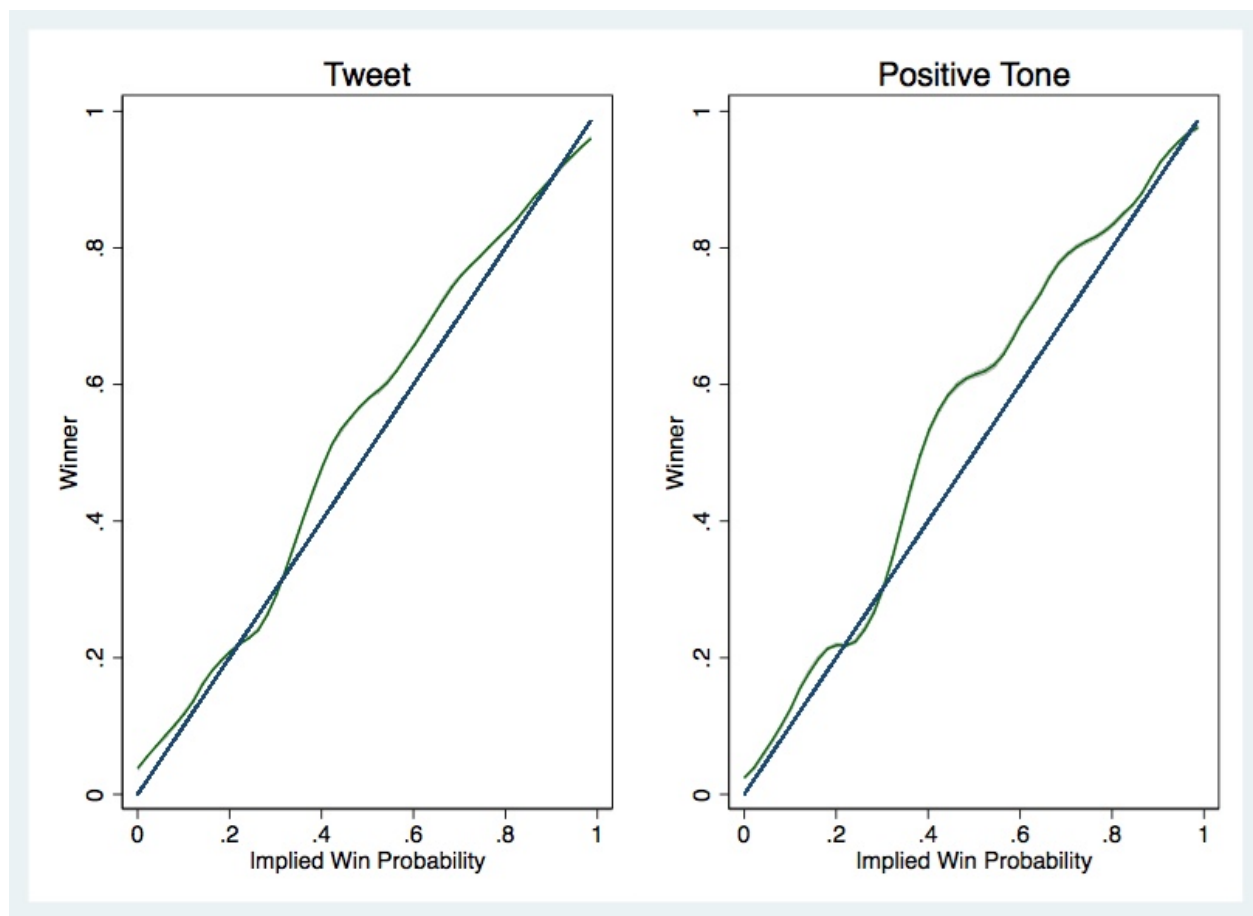 Tweet
Winner
1
.8
.6
.4
.2
0
0 .2 .4 .6 .8 1
Implied Win Probability
Positive Tone
Winner
1
.8
.6
.4
.2
0
0 .2 .4 .6 .8 1
Implied Win Probability